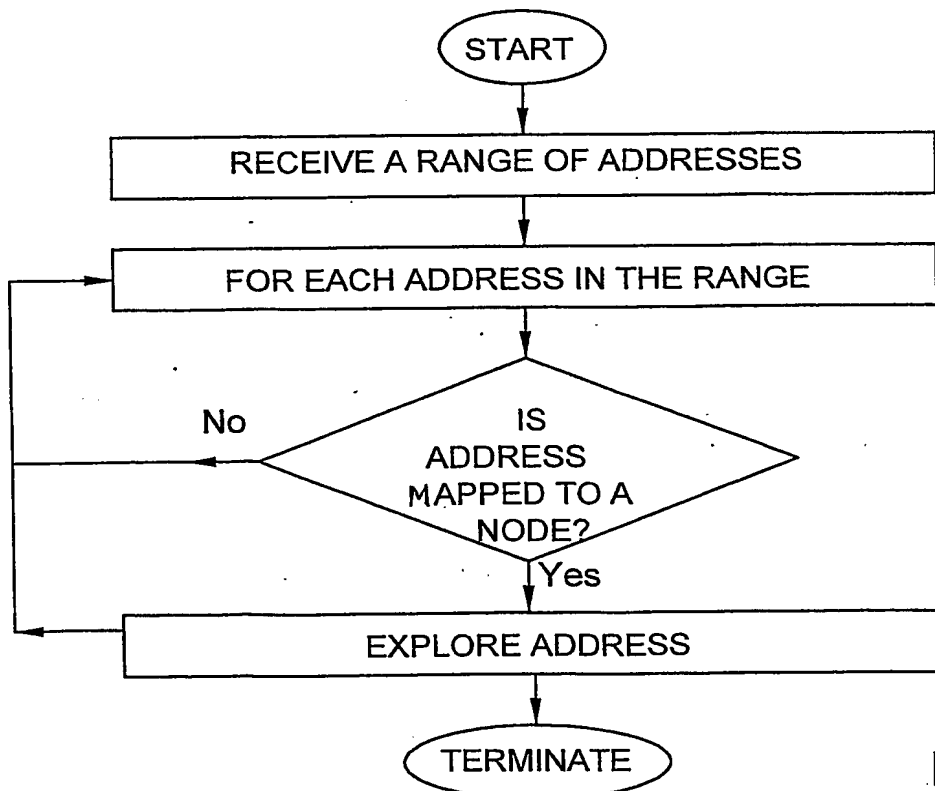 START
RECEIVE A RANGE OF ADDRESSES
FOR EACH ADDRESS IN THE RANGE
No
IS
ADDRESS
MAPPED TO A
NODE?
Yes
EXPLORE ADDRESS
TERMINATE